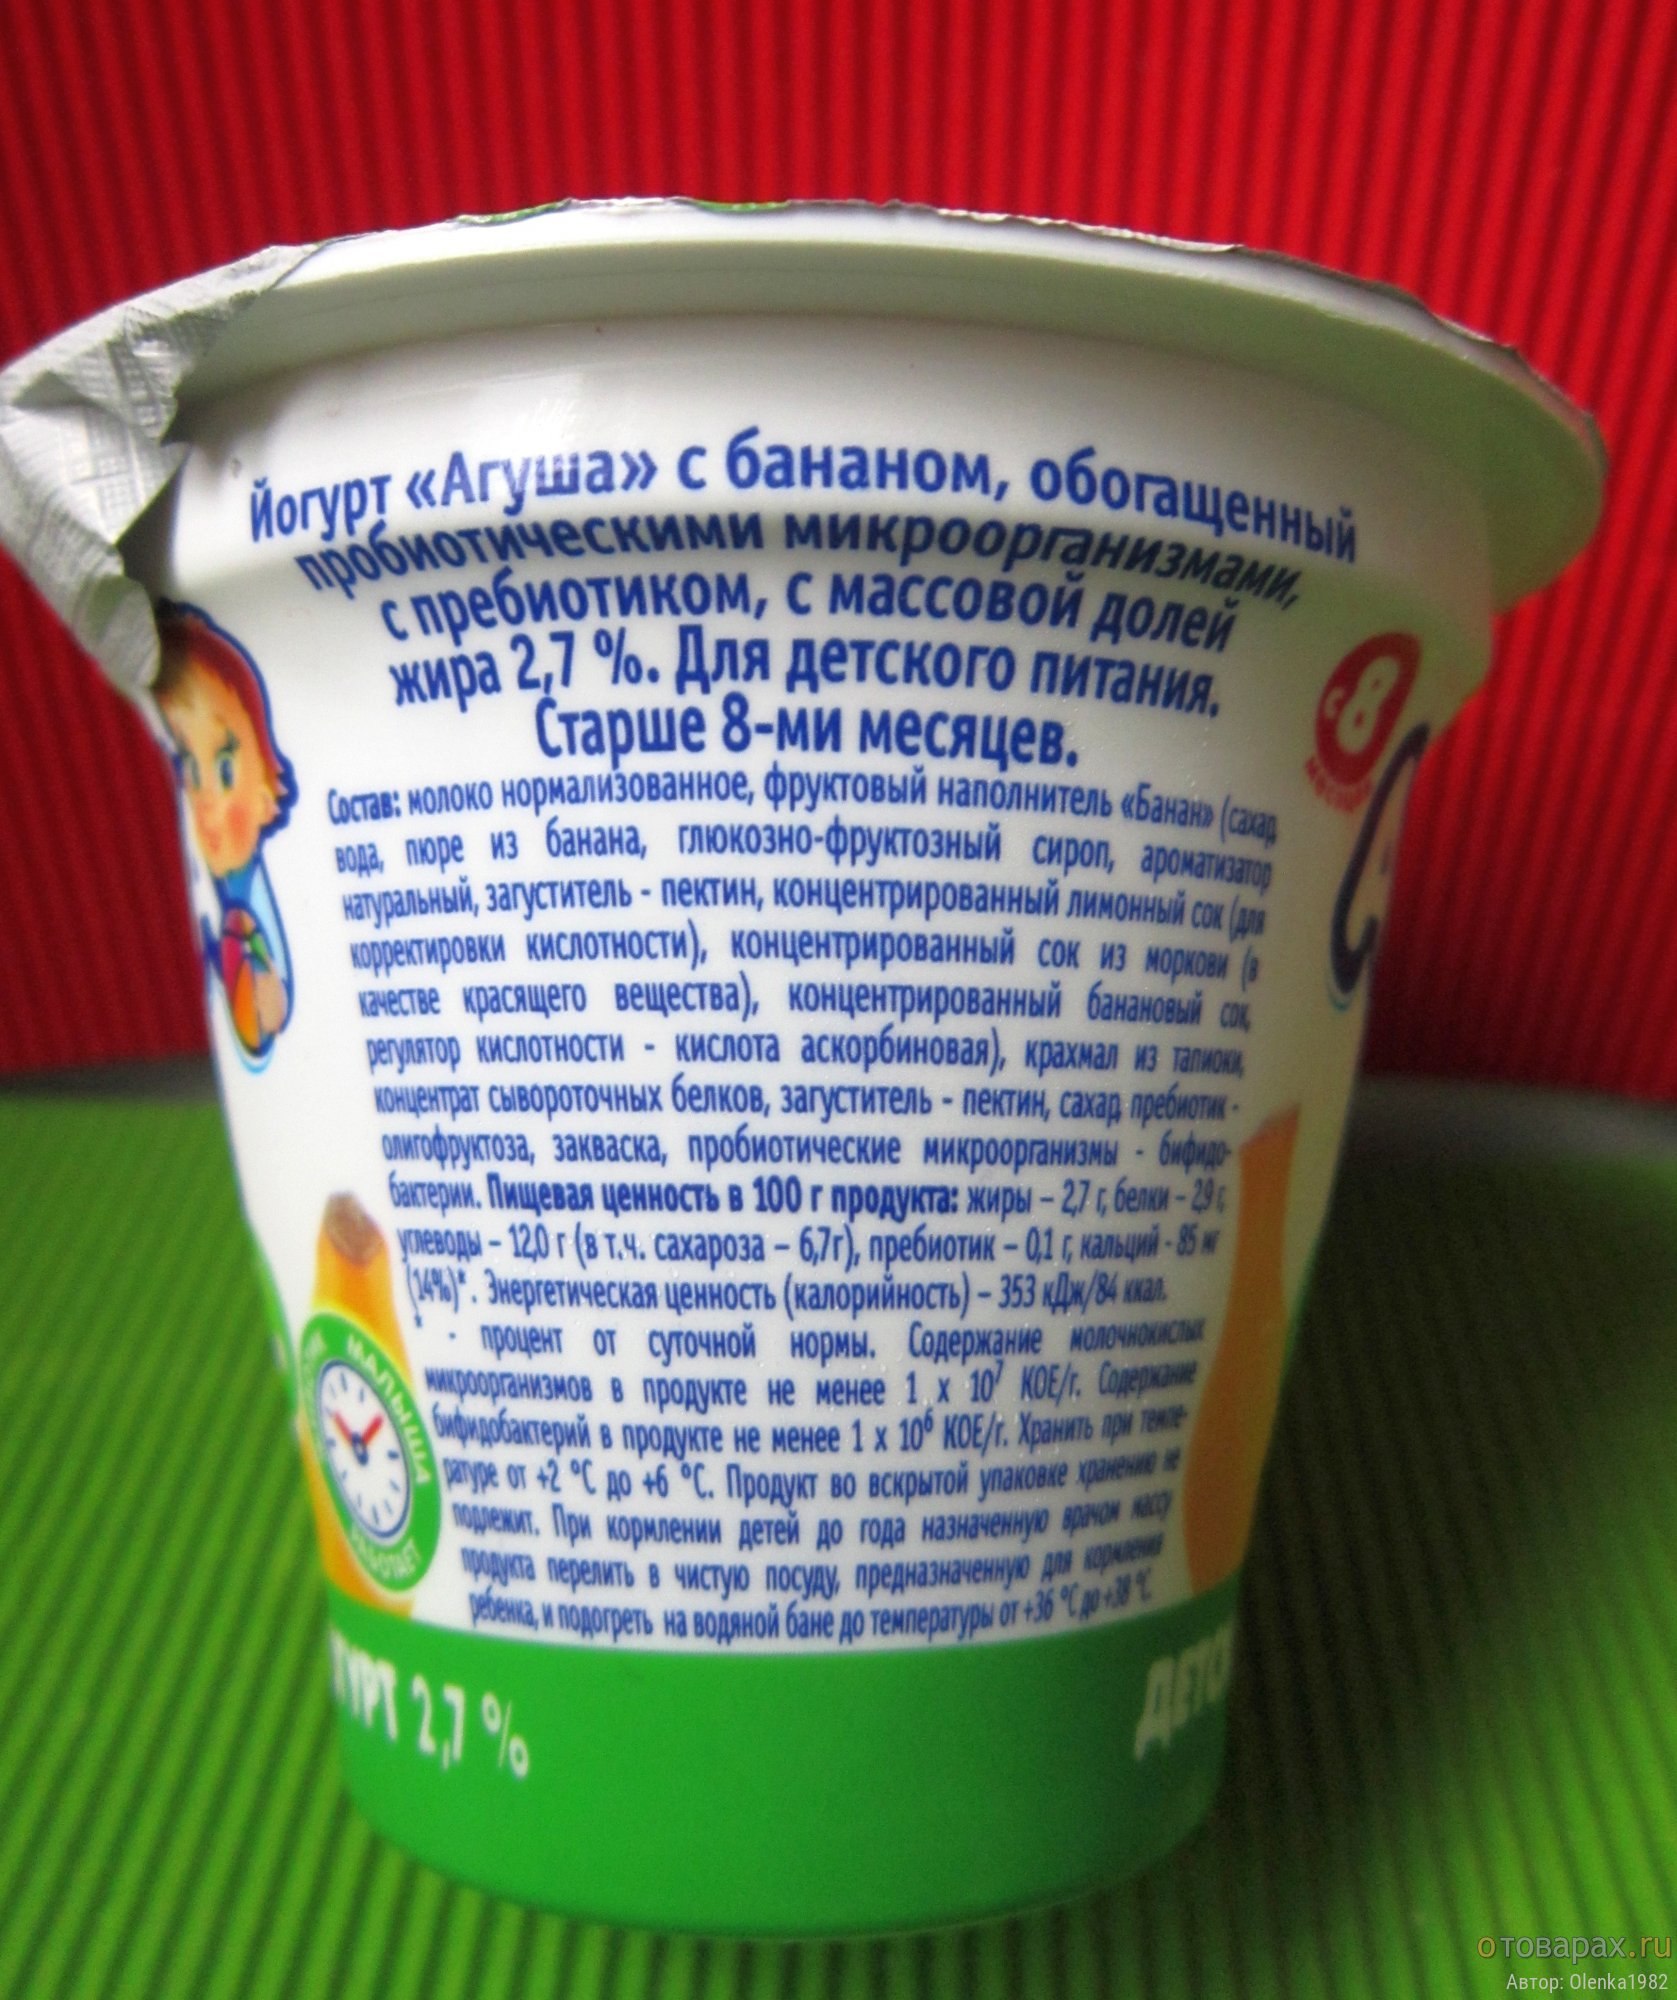 Йогурт «Агуша» с бананом, обогащенный
пробиотическими микроорганизмами,
с пребиотиком, с массовой долей
жира 2,7 %. Для детского питания.
Старше 8-ми месяцев.
Состав: молоко нормализованное, фруктовый наполнитель «Банан» (сахар,
вода, пюре из банана, глюкозно-фруктозный сироп, ароматизатор
натуральный, загуститель - пектин, концентрированный лимонный сок (для
корректировки кислотности), концентрированный сок из моркови (в
качестве красящего вещества), концентрированный банановый сок,
регулятор кислотности - кислота аскорбиновая), крахмал из тапиоки,
концентрат сывороточных белков, загуститель - пектин, сахар, пребиотик -
олигофруктоза, закваска, пробиотические микроорганизмы - бифидо-
бактерии. Пищевая ценность в 100 г продукта: жиры – 2,7 г, белки – 2,9 г,
углеводы – 12,0 г (в т.ч. сахароза – 6,7г), пребиотик – 0,1 г, кальций - 85 мг
(14%)*. Энергетическая ценность (калорийность) – 353 кДж/84 ккал.
* - процент от суточной нормы. Содержание молочнокислых
микроорганизмов в продукте не менее 1 х 10⁷ КОЕ/г. Содержание
бифидобактерий в продукте не менее 1 х 10⁶ КОЕ/г. Хранить при темпе-
ратуре от +2 °С до +6 °С. Продукт во вскрытой упаковке хранению не
подлежит. При кормлении детей до года назначенную врачом массу
продукта перелить в чистую посуду, предназначенную для кормления
ребенка, и подогреть на водяной бане до температуры от +36 °С до +38 °С.
с 8
МАЛЫША
РАБОТАЕТ
ГУРТ 2,7 %
ДЕТС
отоварах.ru
Автор: Olenka1982